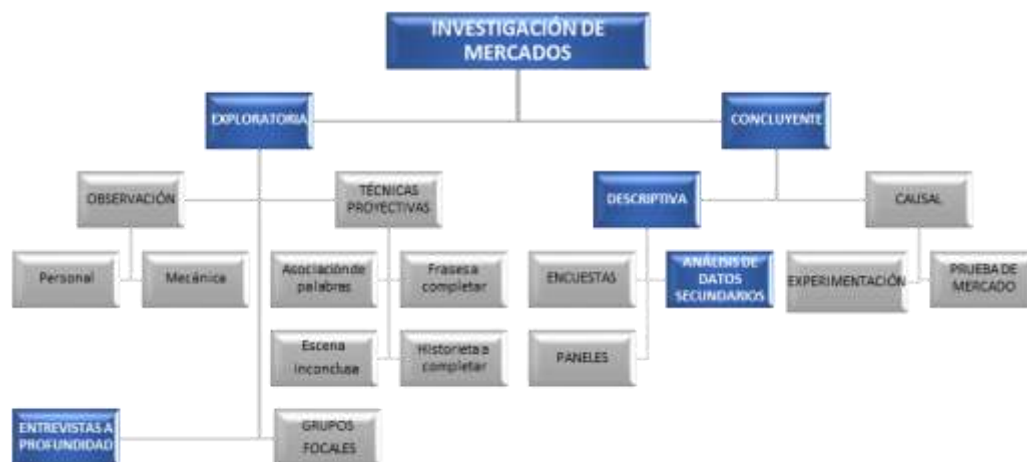 INVESTIGACIÓN DE
MERCADOS
EXPLORATORIA
CONCLUYENTE
OBSERVACIÓN
TÉCNICAS
PROYECTIVAS
DESCRIPTIVA
CAUSAL
Personal
Mecánica
Asociación de
palabras
Frases a
completar
ENCUESTAS
ANÁLISIS DE
DATOS
SECUNDARIOS
EXPERIMENTACIÓN
PRUEBA DE
MERCADO
Escena
inconclusa
Historieta a
completar
PANELES
ENTREVISTAS A
PROFUNDIDAD
GRUPOS
FOCALES